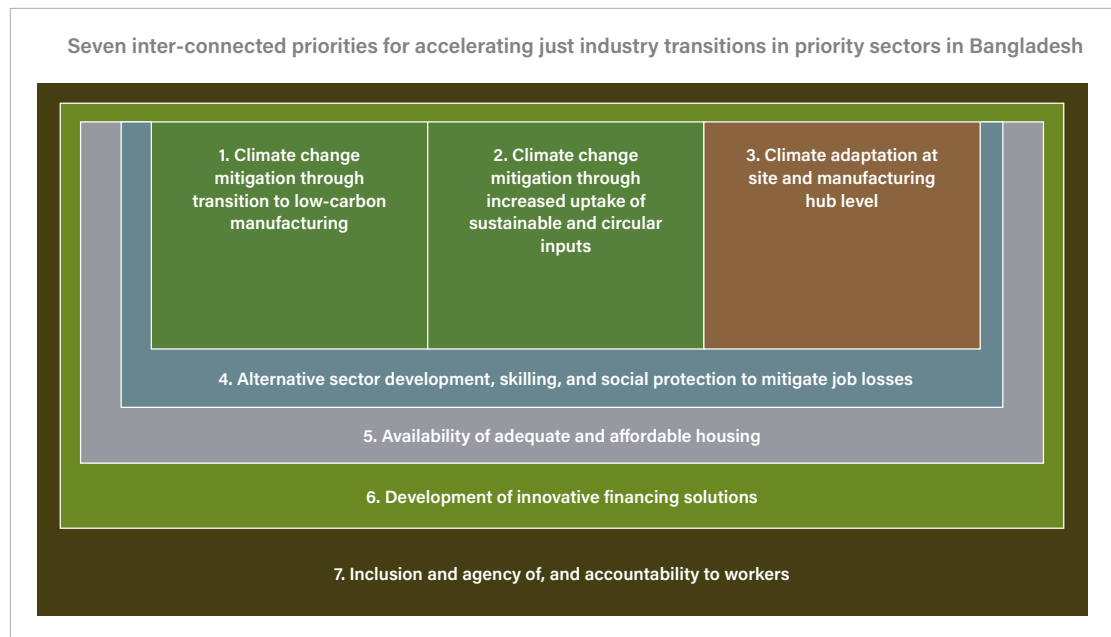 Seven inter-connected priorities for accelerating just industry transitions in priority sectors in Bangladesh
1. Climate change
mitigation through
transition to low-carbon
manufacturing
2. Climate change
mitigation through
increased uptake of
sustainable and circular
inputs
3. Climate adaptation at
site and manufacturing
hub level
4. Alternative sector development, skilling, and social protection to mitigate job losses
5. Availability of adequate and affordable housing
6. Development of innovative financing solutions
7. Inclusion and agency of, and accountability to workers